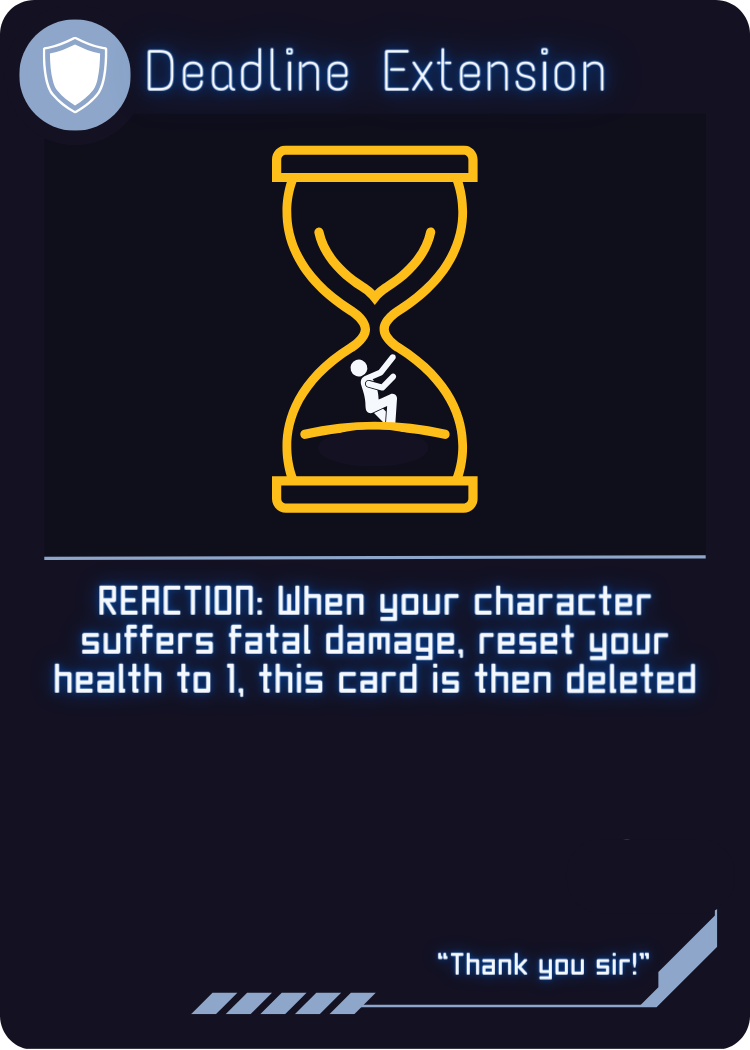 Deadline Extension
REACTION: When your character
suffers fatal damage, reset your
health to 1, this card is then deleted
“Thank you sir!”